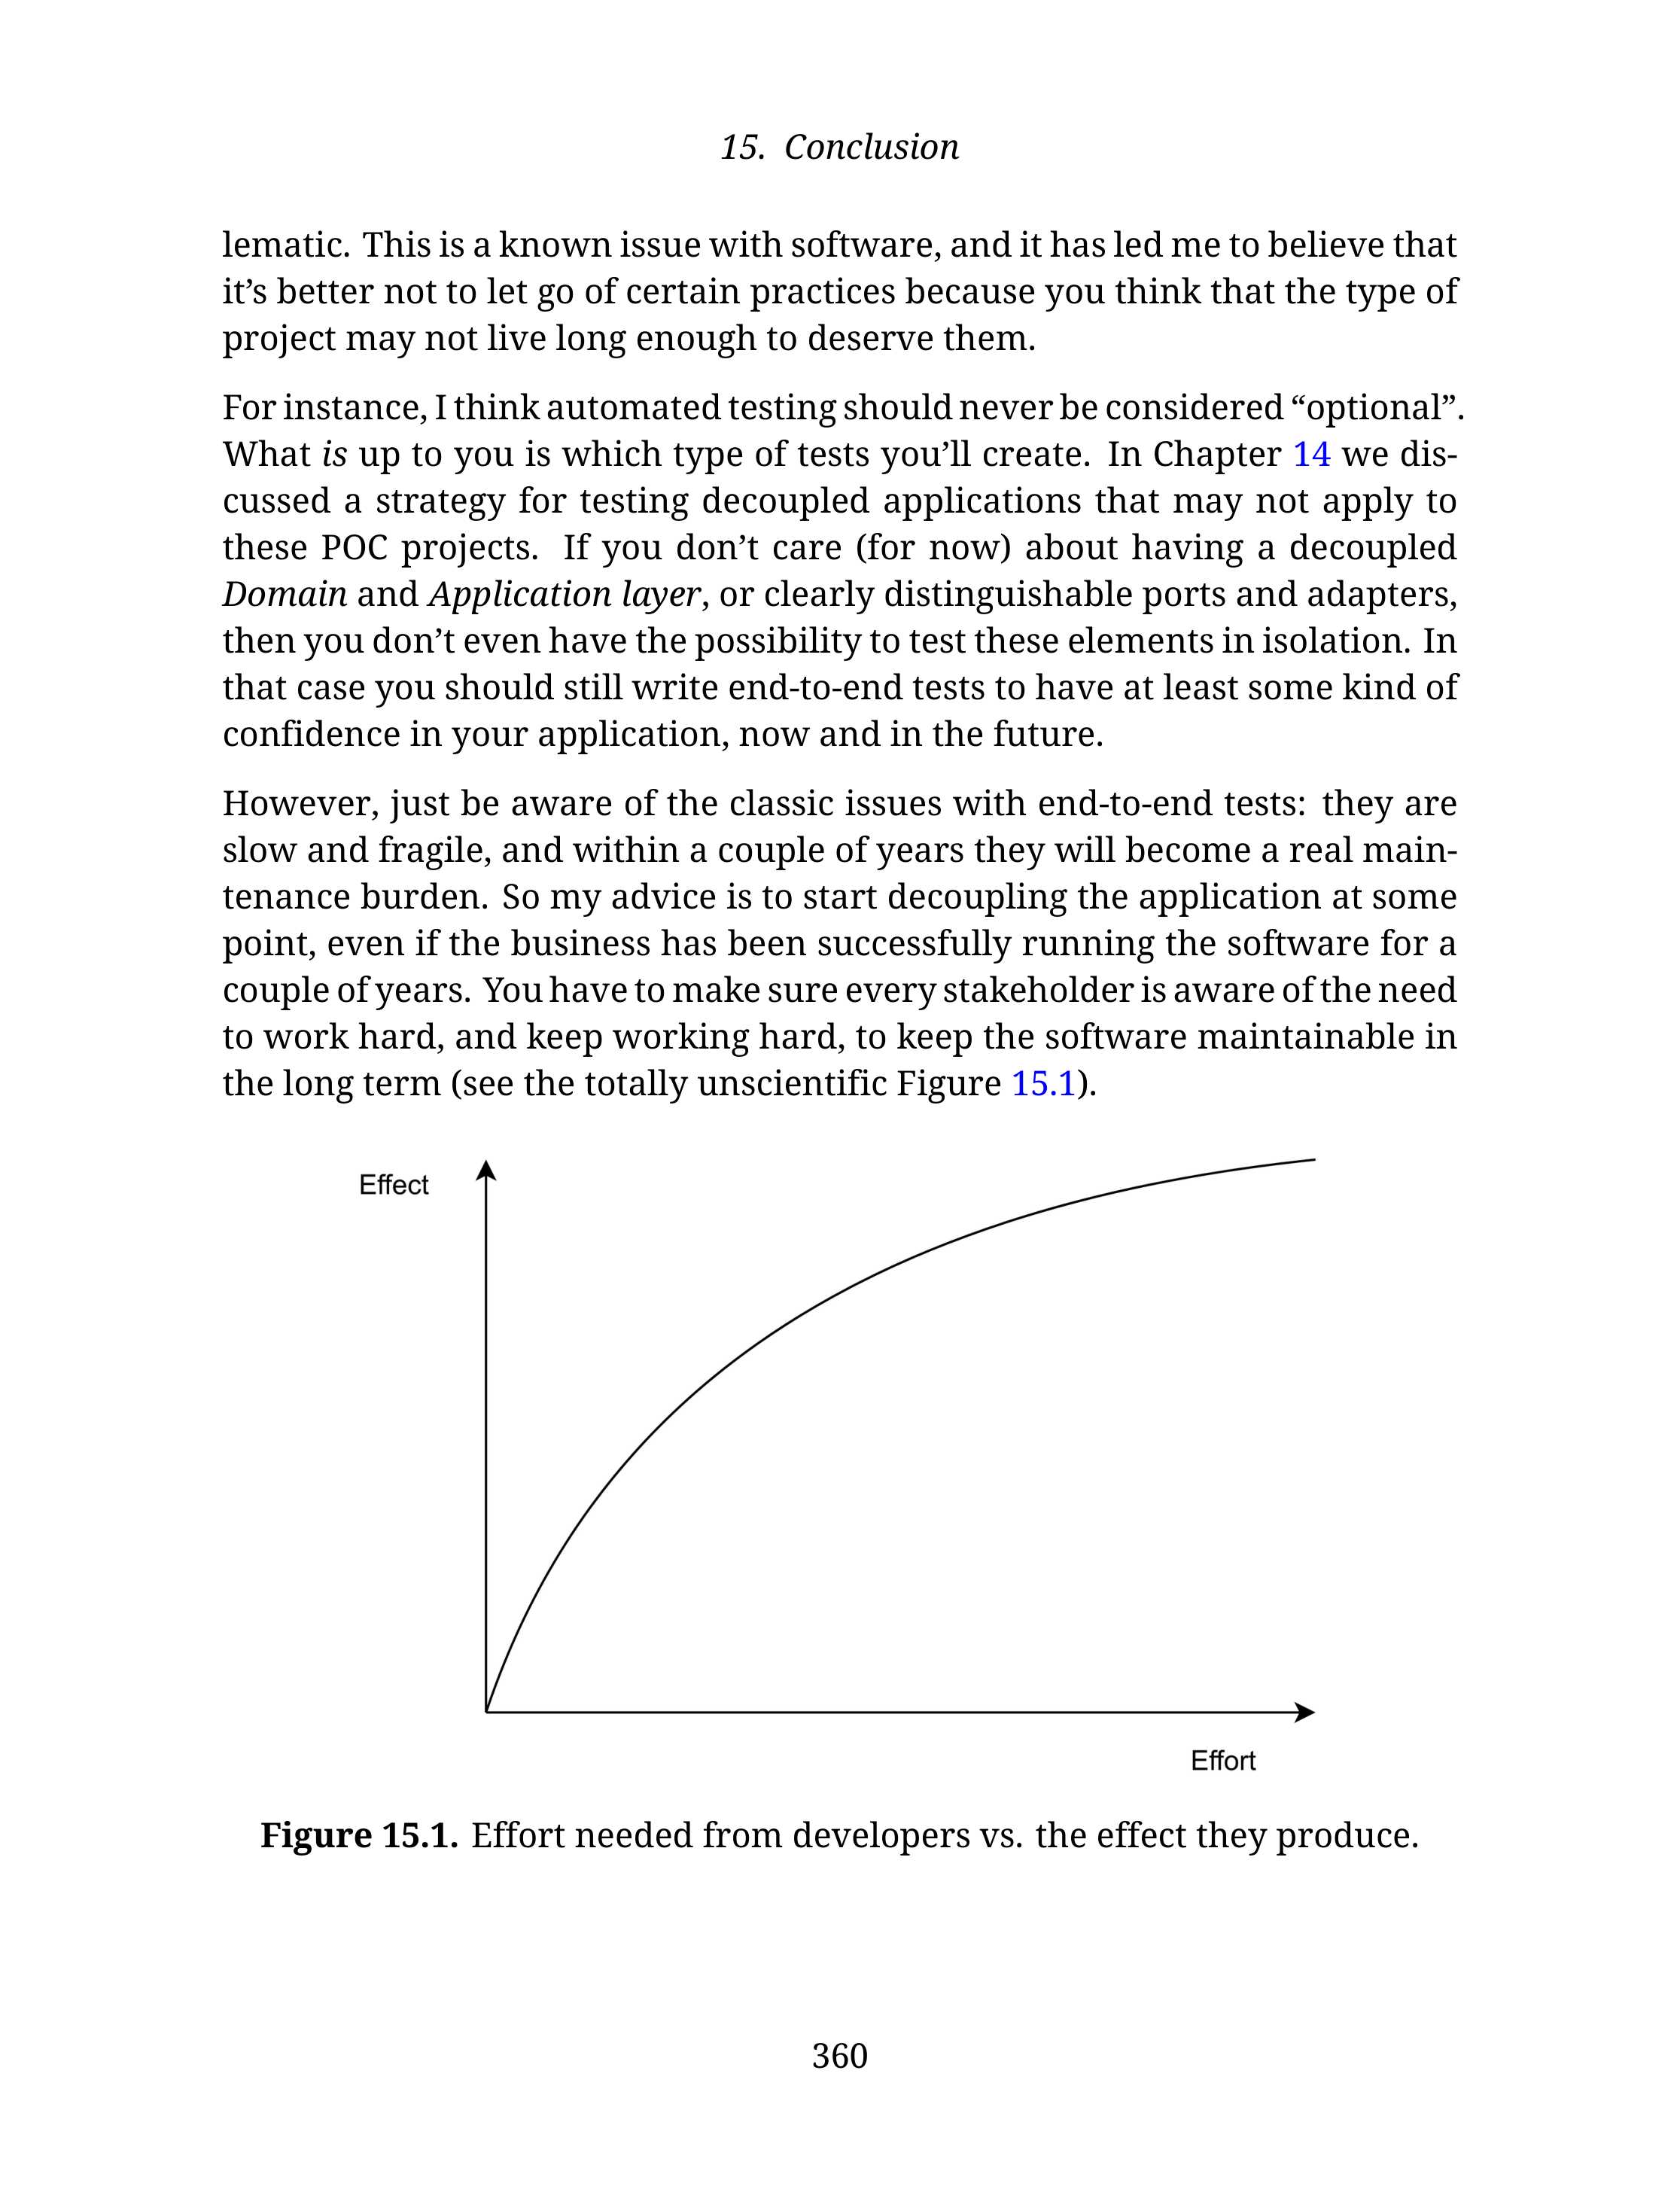 15. Conclusion
lematic. This is a known issue with software, and it has led me to believe that
it’s better not to let go of certain practices because you think that the type of
project may not live long enough to deserve them.
For instance, I think automated testing should never be considered “optional”.
What is up to you is which type of tests you’ll create. In Chapter 14 we dis-
cussed a strategy for testing decoupled applications that may not apply to
these POC projects. If you don’t care (for now) about having a decoupled
Domain and Application layer, or clearly distinguishable ports and adapters,
then you don’t even have the possibility to test these elements in isolation. In
that case you should still write end-to-end tests to have at least some kind of
confidence in your application, now and in the future.
However, just be aware of the classic issues with end-to-end tests: they are
slow and fragile, and within a couple of years they will become a real main-
tenance burden. So my advice is to start decoupling the application at some
point, even if the business has been successfully running the software for a
couple of years. You have to make sure every stakeholder is aware of the need
to work hard, and keep working hard, to keep the software maintainable in
the long term (see the totally unscientific Figure 15.1).
Effect
Effort
Figure 15.1. Effort needed from developers vs. the effect they produce.
360